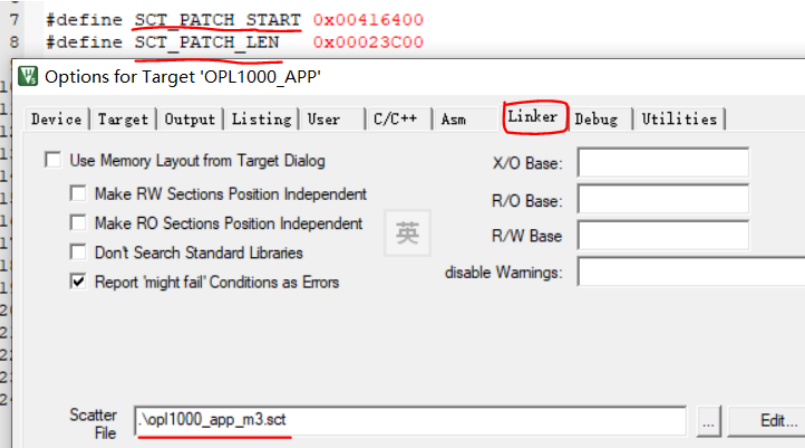 7 #define SCT_PATCH_START 0x00416400
8 #define SCT_PATCH_LEN 0x00023C00
Options for Target 'OPL1000_APP'
Device Target Output Listing User C/C++ Asm Linker Debug Utilities
Use Memory Layout from Target Dialog
X/O Base:
Make RW Sections Position Independent
R/O Base:
Make RO Sections Position Independent
英
R/W Base
Don't Search Standard Libraries
disable Warnings:
Report 'might fail' Conditions as Errors
Scatter File
.\opl1000_app_m3.sct
...
Edit...